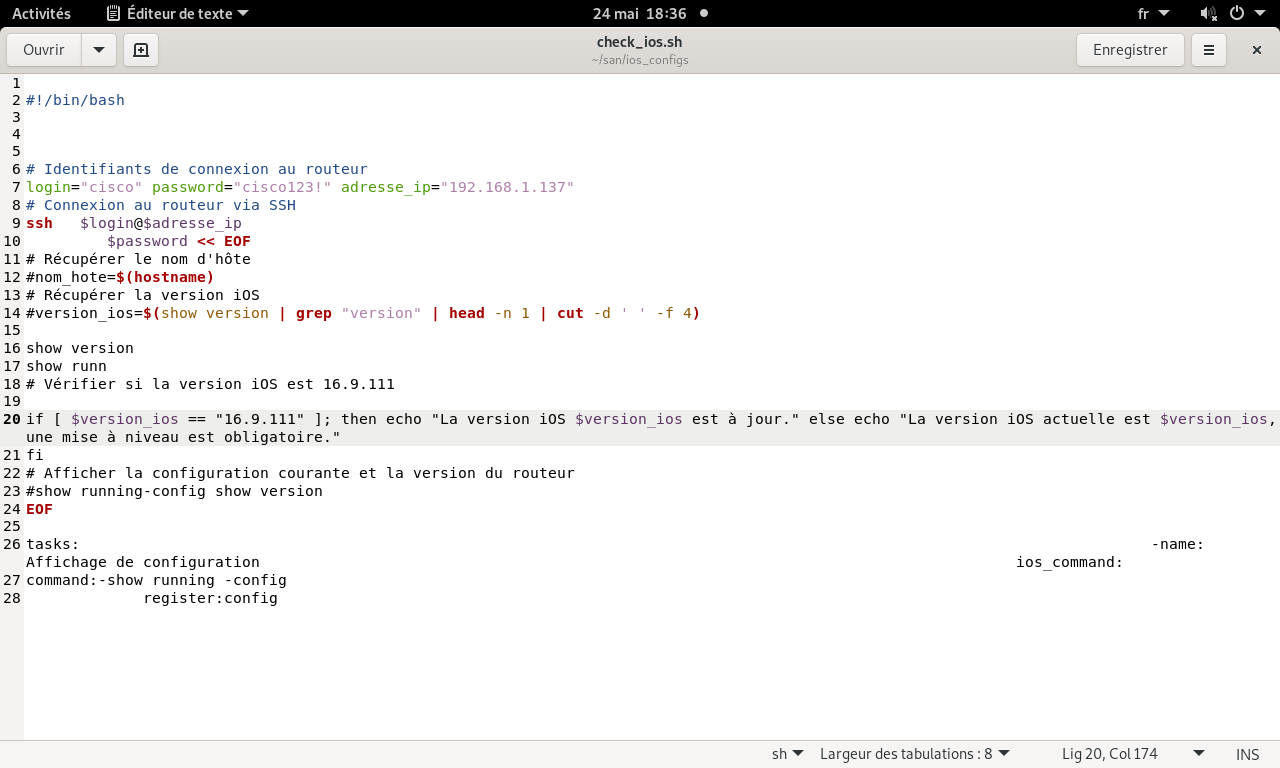 Activités Éditeur de texte 24 mai 18:36 fr
Ouvrir check_ios.sh Enregistrer
~/san/ios_configs
1
2 #!/bin/bash
3
4
5
6 # Identifiants de connexion au routeur
7 login="cisco" password="cisco123!" adresse_ip="192.168.1.137"
8 # Connexion au routeur via SSH
9 ssh   $login@$adresse_ip
10          $password << EOF
11 # Récupérer le nom d'hôte
12 #nom_hote=$(hostname)
13 # Récupérer la version iOS
14 #version_ios=$(show version | grep "version" | head -n 1 | cut -d ' ' -f 4)
15
16 show version
17 show runn
18 # Vérifier si la version iOS est 16.9.111
19
20 if [ $version_ios == "16.9.111" ]; then echo "La version iOS $version_ios est à jour." else echo "La version iOS actuelle est $version_ios,
une mise à niveau est obligatoire."
21 fi
22 # Afficher la configuration courante et la version du routeur
23 #show running-config show version
24 EOF
25
26 tasks: -name:
Affichage de configuration ios_command:
27 command:-show running -config
28              register:config
sh Largeur des tabulations : 8 Lig 20, Col 174 INS